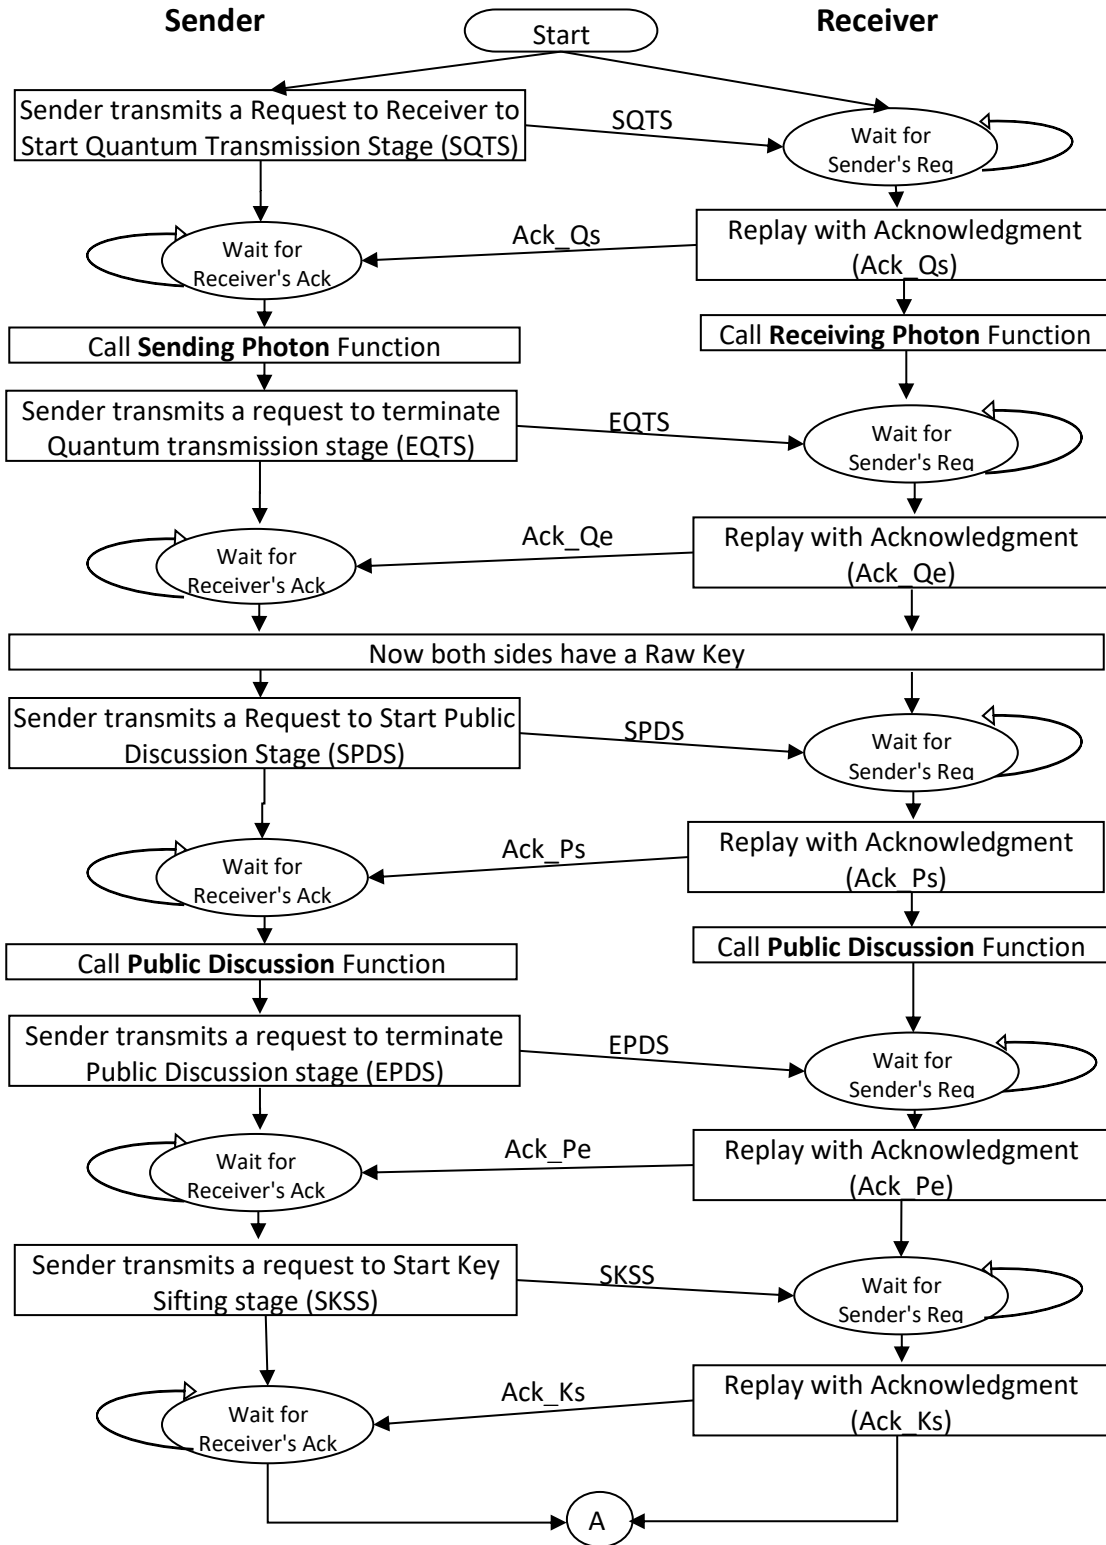 Sender
Start
Receiver
Sender transmits a Request to Receiver to
Start Quantum Transmission Stage (SQTS)
SQTS
Wait for
Sender's Req
Ack_Qs
Replay with Acknowledgment
(Ack_Qs)
Wait for
Receiver's Ack
Call Sending Photon Function
Call Receiving Photon Function
Sender transmits a request to terminate
Quantum transmission stage (EQTS)
EQTS
Wait for
Sender's Req
Ack_Qe
Replay with Acknowledgment
(Ack_Qe)
Wait for
Receiver's Ack
Now both sides have a Raw Key
Sender transmits a Request to Start Public
Discussion Stage (SPDS)
SPDS
Wait for
Sender's Req
Ack_Ps
Replay with Acknowledgment
(Ack_Ps)
Wait for
Receiver's Ack
Call Public Discussion Function
Call Public Discussion Function
Sender transmits a request to terminate
Public Discussion stage (EPDS)
EPDS
Wait for
Sender's Req
Ack_Pe
Replay with Acknowledgment
(Ack_Pe)
Wait for
Receiver's Ack
Sender transmits a request to Start Key
Sifting stage (SKSS)
SKSS
Wait for
Sender's Req
Ack_Ks
Replay with Acknowledgment
(Ack_Ks)
Wait for
Receiver's Ack
A